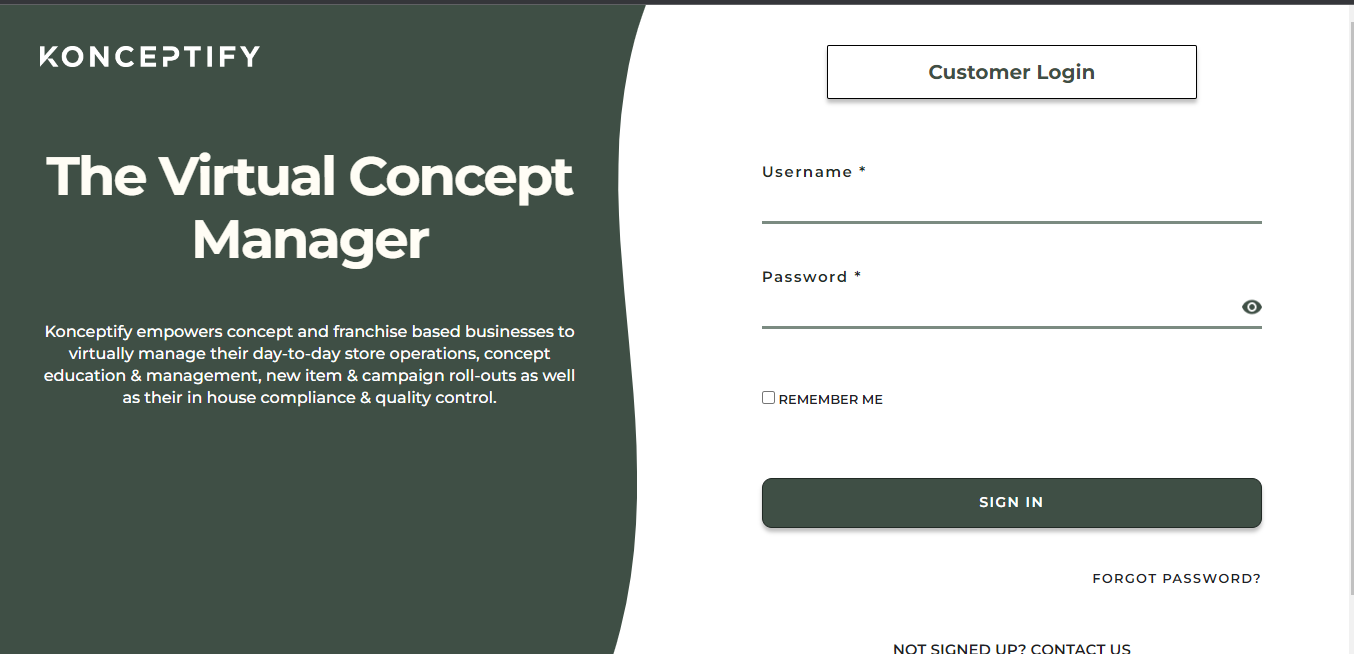 KONCEPTIFY
The Virtual Concept
Manager
Konceptify empowers concept and franchise based businesses to
virtually manage their day-to-day store operations, concept
education & management, new item & campaign roll-outs as well
as their in house compliance & quality control.
Customer Login
Username *
Password *
REMEMBER ME
SIGN IN
FORGOT PASSWORD?
NOT SIGNED UP? CONTACT US